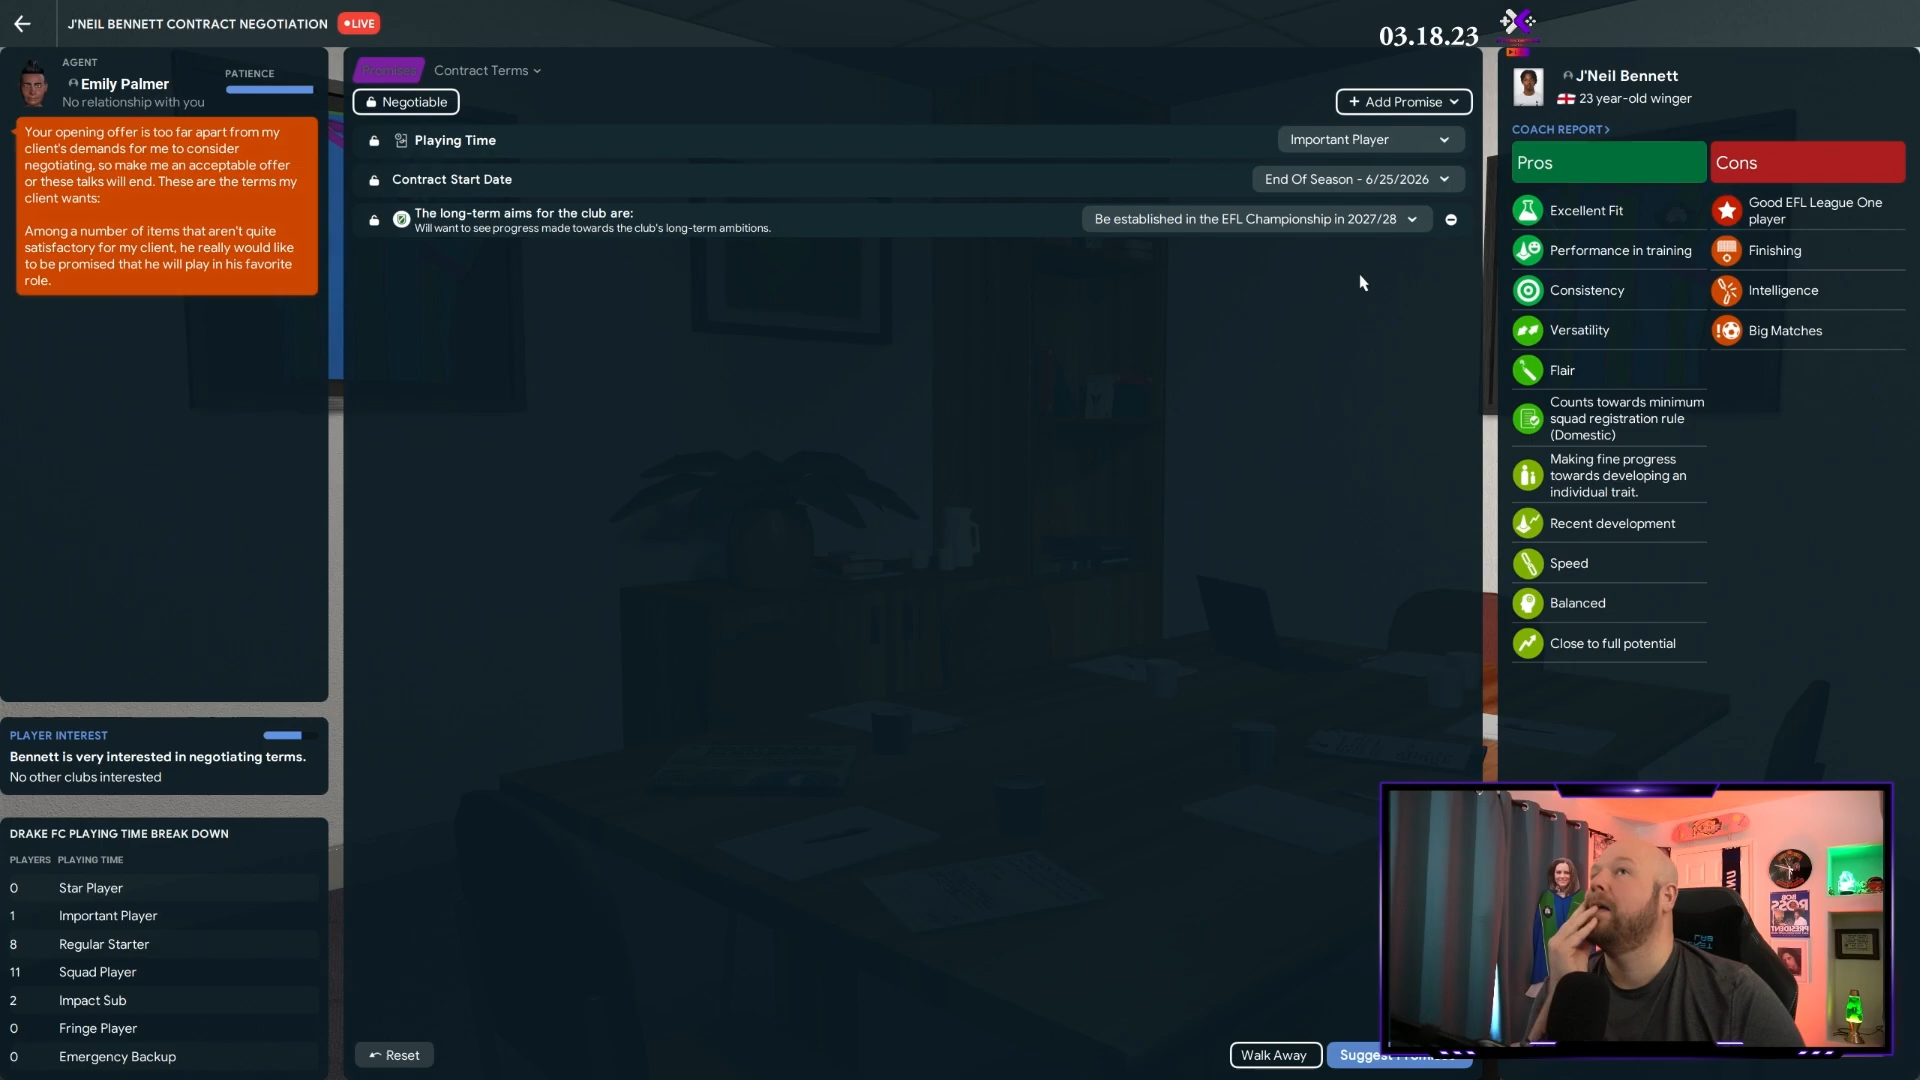 J'NEIL BENNETT CONTRACT NEGOTIATION
LIVE
03.18.23
AGENT
Emily Palmer
No relationship with you
PATIENCE
Your opening offer is too far apart from my
client's demands for me to consider
negotiating, so make me an acceptable offer
or these talks will end. These are the terms my
client wants:
Among a number of items that aren't quite
satisfactory for my client, he really would like
to be promised that he will play in his favorite
role.
PLAYER INTEREST
Bennett is very interested in negotiating terms.
No other clubs interested
DRAKE FC PLAYING TIME BREAK DOWN
PLAYERS PLAYING TIME
0 Star Player
1 Important Player
8 Regular Starter
11 Squad Player
2 Impact Sub
0 Fringe Player
0 Emergency Backup
Promises Contract Terms
Negotiable
+ Add Promise
Playing Time
Important Player
Contract Start Date
End Of Season - 6/25/2026
The long-term aims for the club are:
Will want to see progress made towards the club's long-term ambitions.
Be established in the EFL Championship in 2027/28
Reset
Walk Away
Suggest
J'Neil Bennett
23 year-old winger
COACH REPORT>
Pros
Excellent Fit
Performance in training
Consistency
Versatility
Flair
Counts towards minimum
squad registration rule
(Domestic)
Making fine progress
towards developing an
individual trait.
Recent development
Speed
Balanced
Close to full potential
Cons
Good EFL League One
player
Finishing
Intelligence
Big Matches